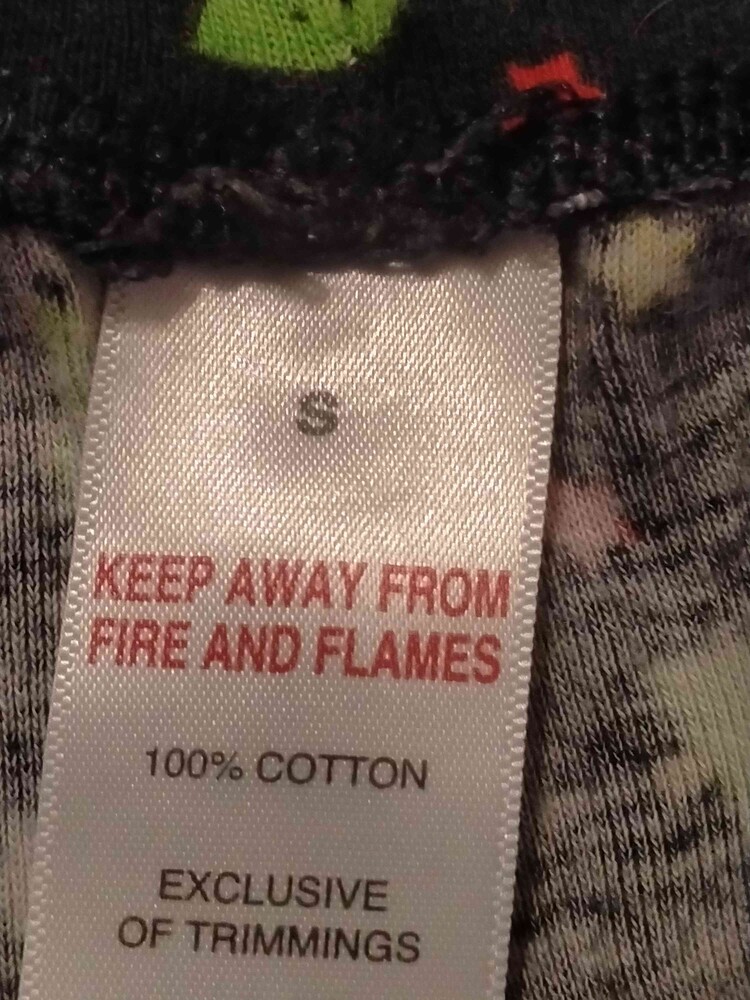 S
KEEP AWAY FROM
FIRE AND FLAMES
100% COTTON
EXCLUSIVE
OF TRIMMINGS